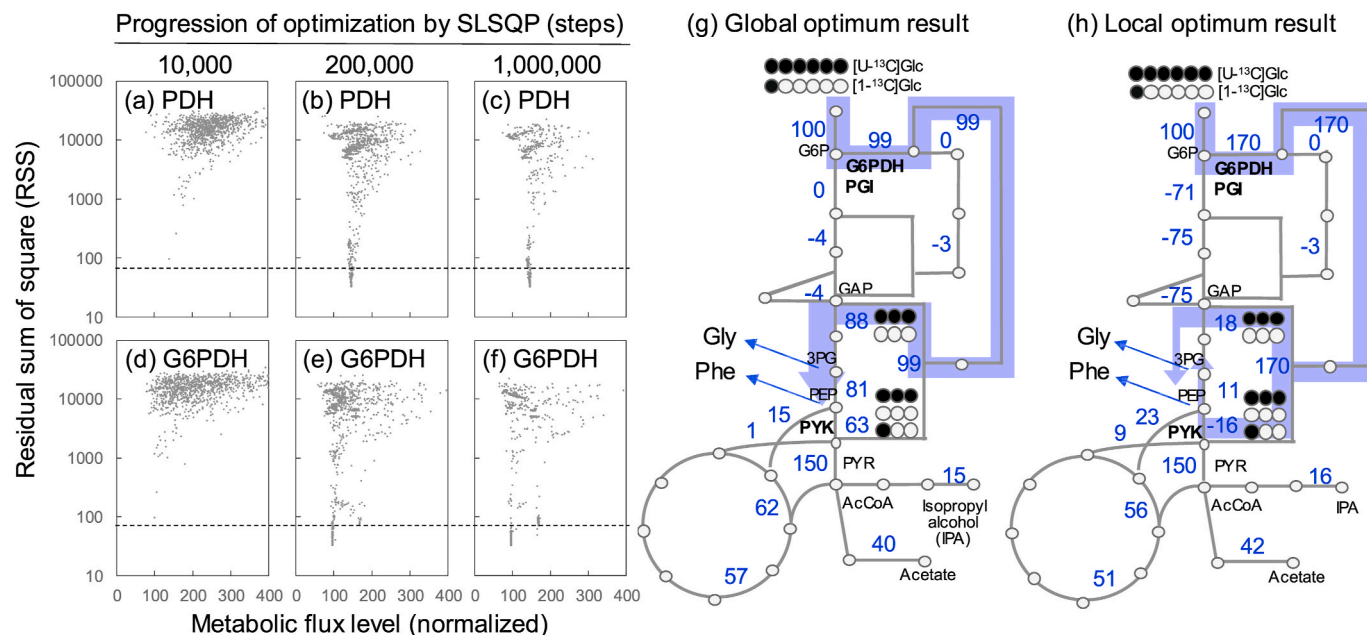 Progression of optimization by SLSQP (steps)
10,000 200,000 1,000,000
Residual sum of square (RSS)
100000
10000
1000
100
10
(a) PDH
(b) PDH
(c) PDH
100000
10000
1000
100
10
(d) G6PDH
(e) G6PDH
(f) G6PDH
0 100 200 300 400 0 100 200 300 400 0 100 200 300 400
Metabolic flux level (normalized)
(g) Global optimum result
[U-¹³C]Glc
[1-¹³C]Glc
100
99
99
0
G6P
G6PDH
PGI
0
-4
-3
-4
GAP
88
Gly
3PG
99
Phe
PEP
81
15
1
PYK
63
150
PYR
62
AcCoA
15
Isopropyl
alcohol
(IPA)
40
57
Acetate
(h) Local optimum result
[U-¹³C]Glc
[1-¹³C]Glc
100
170
170
0
G6P
G6PDH
PGI
-71
-75
-3
-75
GAP
18
Gly
3PG
170
Phe
PEP
11
23
9
PYK
-16
150
PYR
56
AcCoA
16
IPA
42
51
Acetate